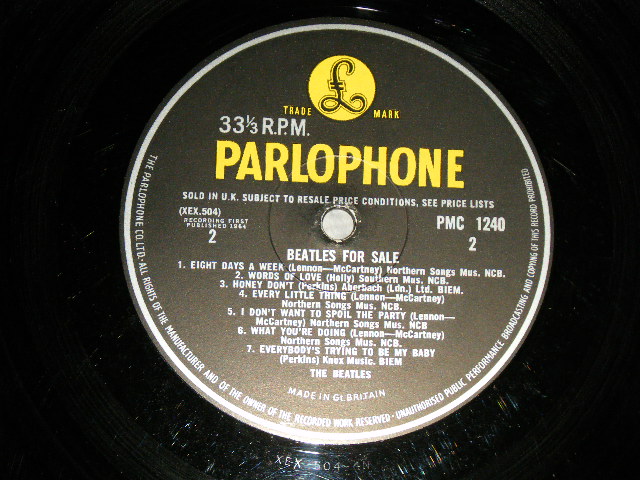 TRADE MARK
33⅓ R.P.M.
PARLOPHONE
SOLD IN U.K. SUBJECT TO RESALE PRICE CONDITIONS, SEE PRICE LISTS
(XEX.504)
RECORDING FIRST
PUBLISHED 1964
2
PMC 1240
2
BEATLES FOR SALE
1. EIGHT DAYS A WEEK (Lennon—McCartney) Northern Songs Mus. NCB.
2. WORDS OF LOVE (Holly) Southern Mus. NCB.
3. HONEY DON'T (Perkins) Aberbach (Ldn.) Ltd. BIEM.
4. EVERY LITTLE THING (Lennon—McCartney)
Northern Songs Mus. NCB.
5. I DON'T WANT TO SPOIL THE PARTY (Lennon—
McCartney) Northern Songs Mus. NCB
6. WHAT YOU'RE DOING (Lennon—McCartney)
Northern Songs Mus. NCB.
7. EVERYBODY'S TRYING TO BE MY BABY
(Perkins) Knox Music. BIEM
THE BEATLES
MADE IN GT. BRITAIN
THE PARLOPHONE CO. LTD.—ALL RIGHTS OF THE MANUFACTURER AND OF THE OWNER OF THE RECORDED WORK RESERVED · UNAUTHORISED PUBLIC PERFORMANCE BROADCASTING AND COPYING OF THIS RECORD PROHIBITED
XEX 504-4N